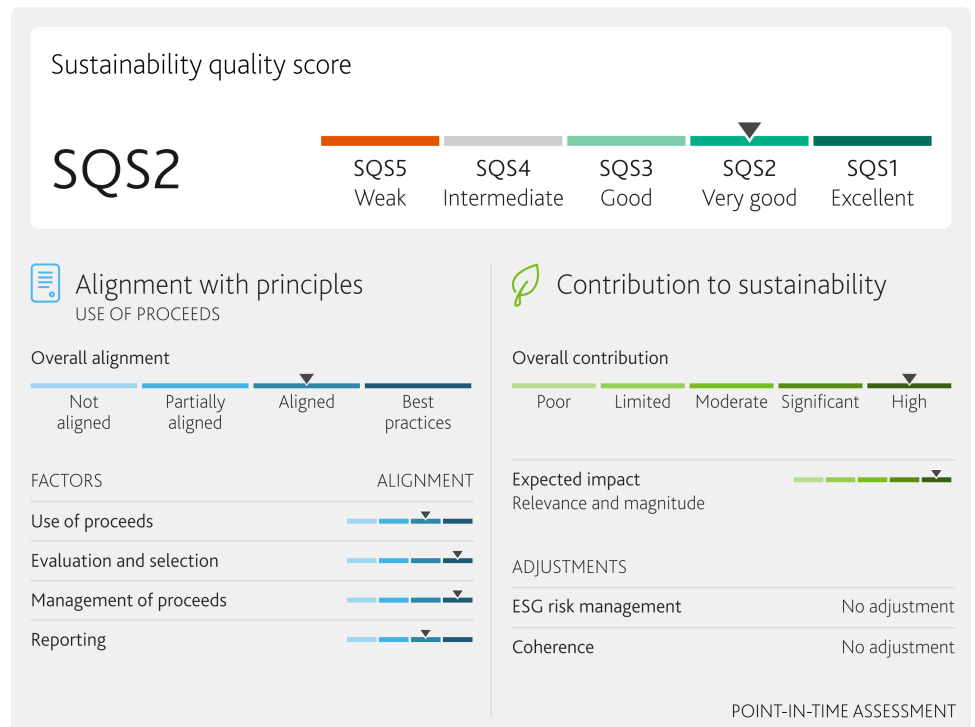 Sustainability quality score
SQS2
SQS5 SQS4 SQS3 SQS2 SQS1
Weak Intermediate Good Very good Excellent
Alignment with principles
USE OF PROCEEDS
Overall alignment
Not aligned
Partially aligned
Aligned
Best practices
FACTORS ALIGNMENT
Use of proceeds
Evaluation and selection
Management of proceeds
Reporting
Contribution to sustainability
Overall contribution
Poor Limited Moderate Significant High
Expected impact
Relevance and magnitude
ADJUSTMENTS
ESG risk management No adjustment
Coherence No adjustment
POINT-IN-TIME ASSESSMENT